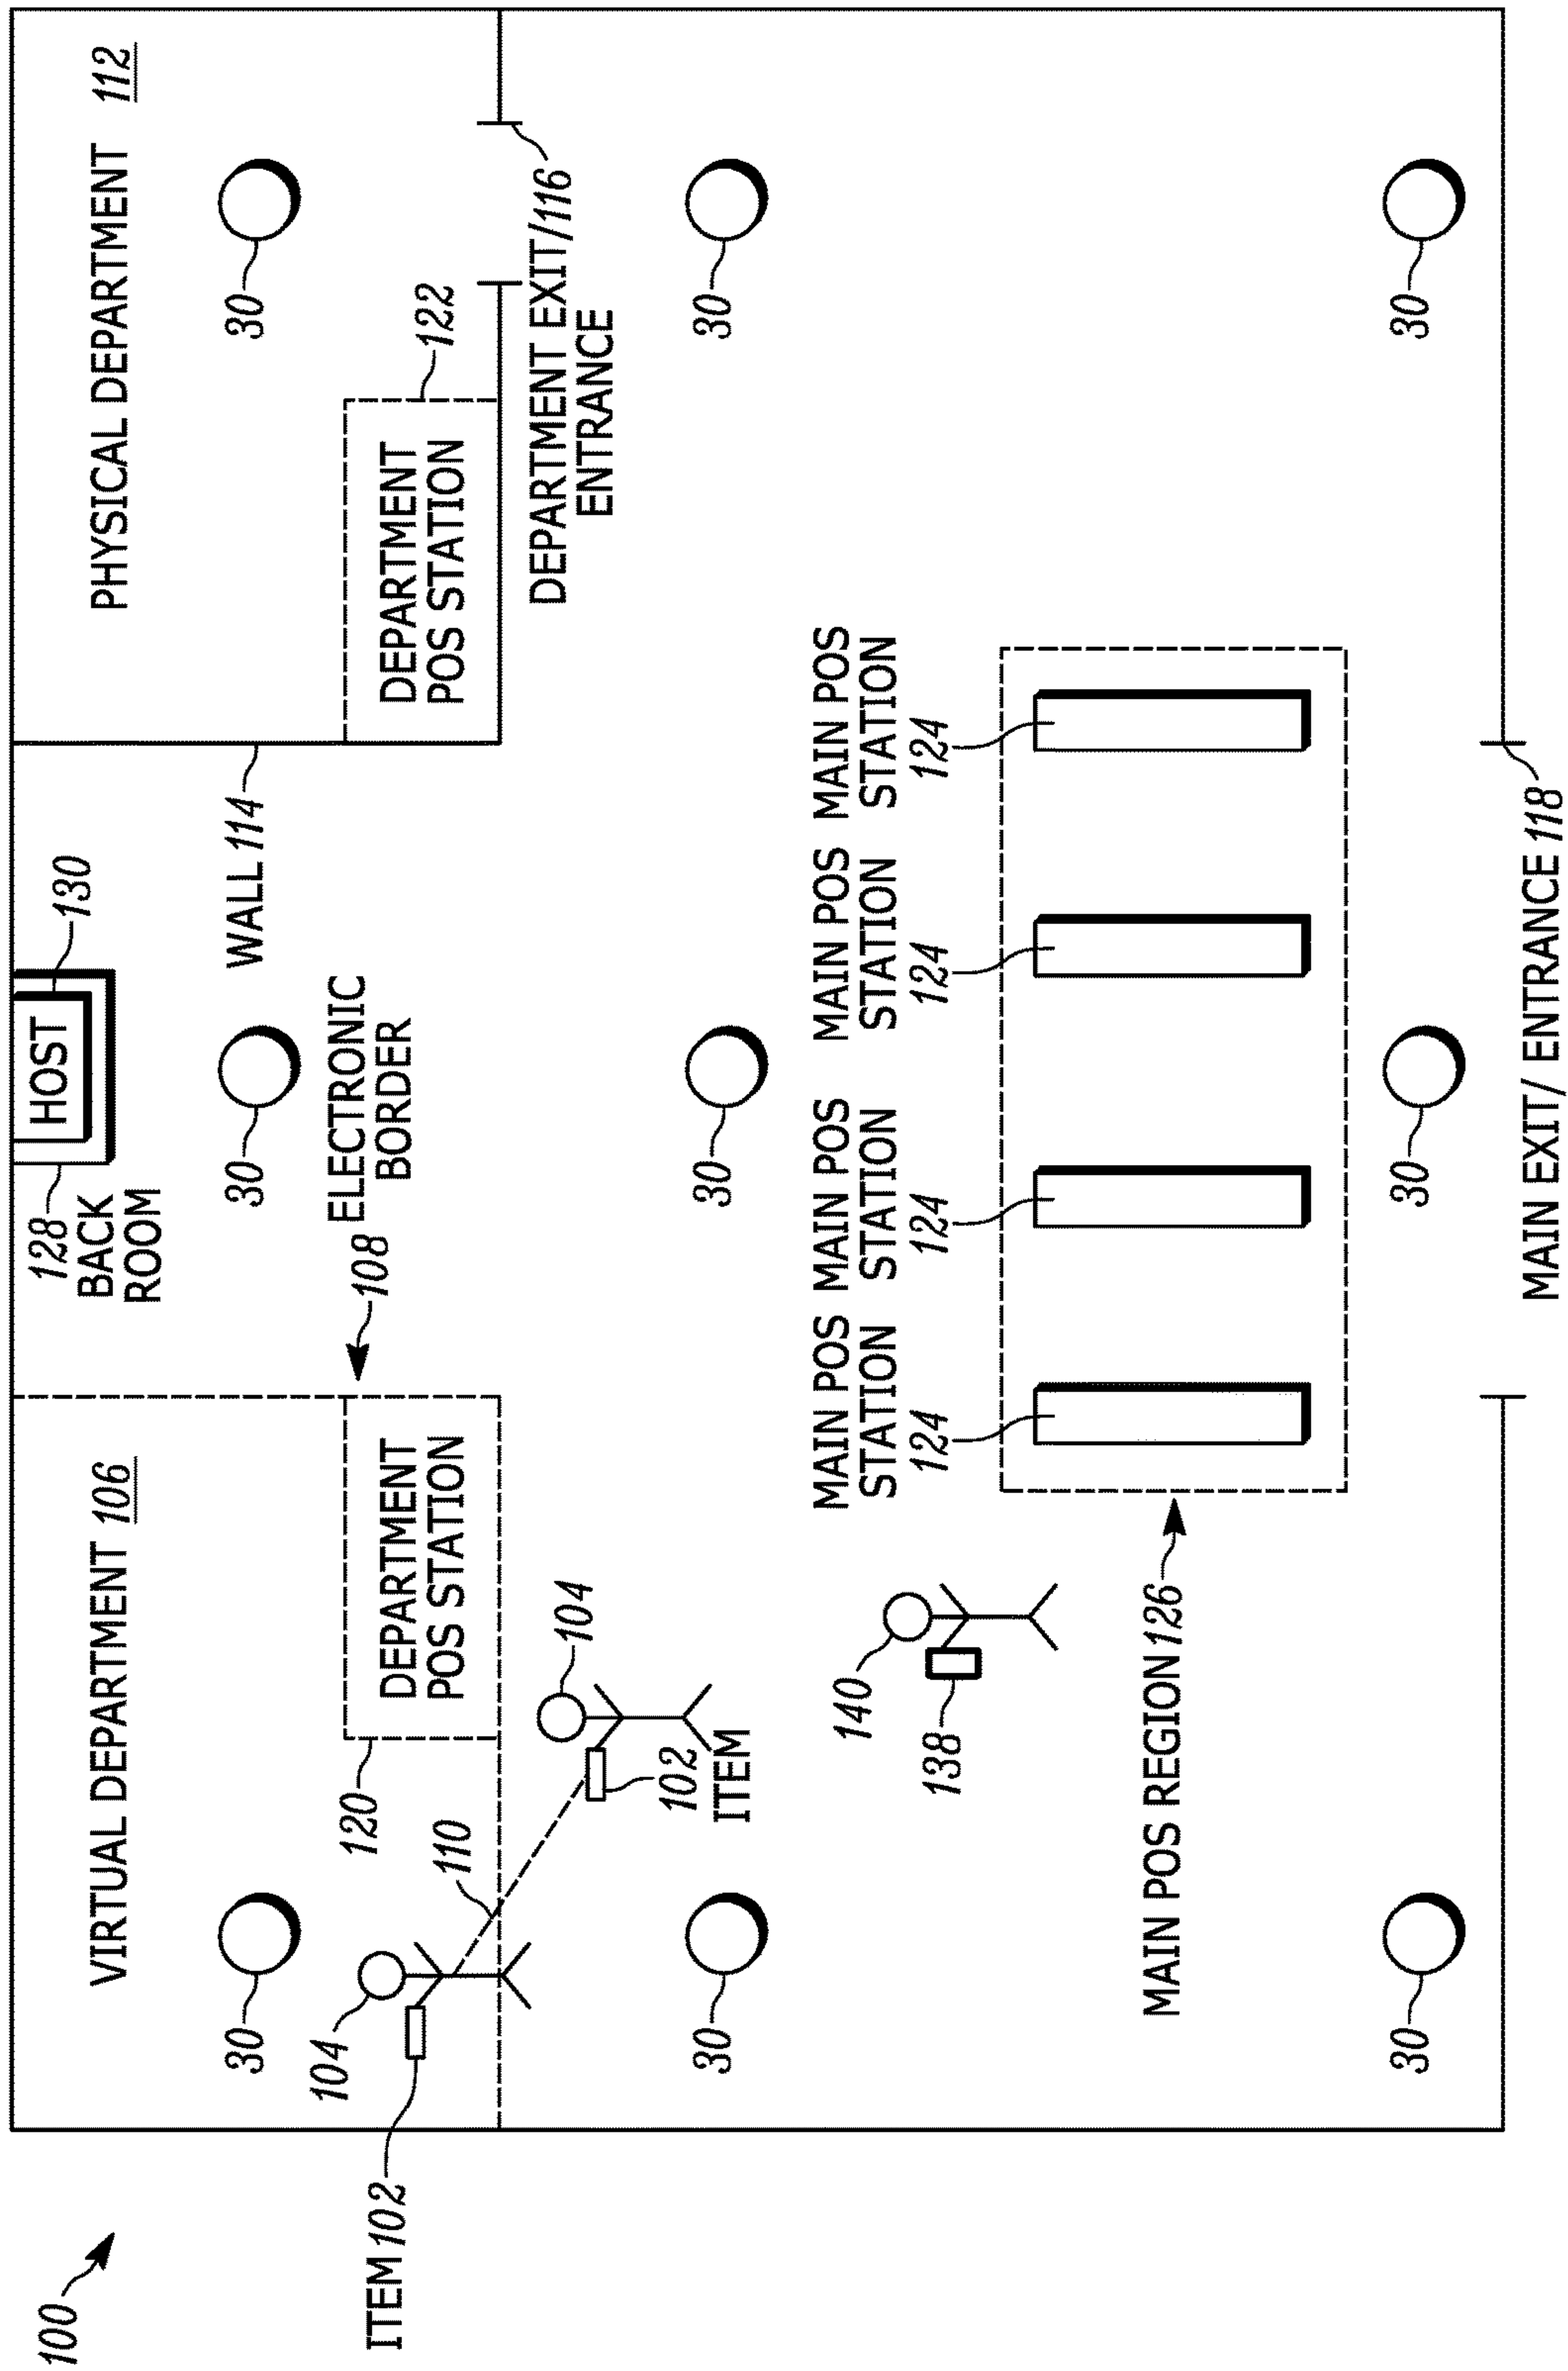 100
VIRTUAL DEPARTMENT 106
128
BACK
ROOM
HOST
130
PHYSICAL DEPARTMENT 112
30
30
WALL 114
30
ITEM 102
104
120
DEPARTMENT
POS STATION
108
ELECTRONIC
BORDER
DEPARTMENT
POS STATION
122
110
104
102
ITEM
DEPARTMENT EXIT/116
ENTRANCE
30
30
30
140
138
MAIN POS
STATION
124
MAIN POS
STATION
124
MAIN POS
STATION
124
MAIN POS
STATION
124
MAIN POS REGION 126
30
30
30
MAIN EXIT/ ENTRANCE 118